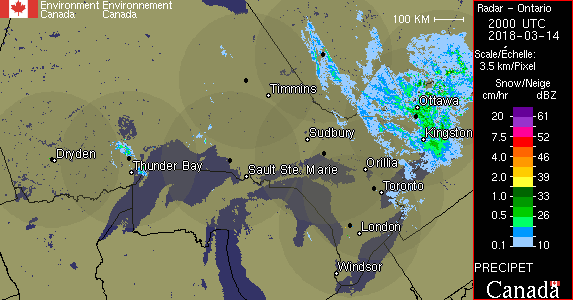 Environment Environnement
Canada Canada
100 KM
Timmins
Ottawa
Sudbury
Kingston
Dryden
Thunder Bay
Sault Ste. Marie
Orillia
Toronto
London
Windsor
Radar - Ontario
2000 UTC
2018-03-14
Scale/Échelle:
3.5 km/Pixel
Snow/Neige
cm/hr dBZ
20 61
7.5 52
4.0 46
2.0 39
1.0 33
0.5 26
0.1 10
PRECIPET
Canada